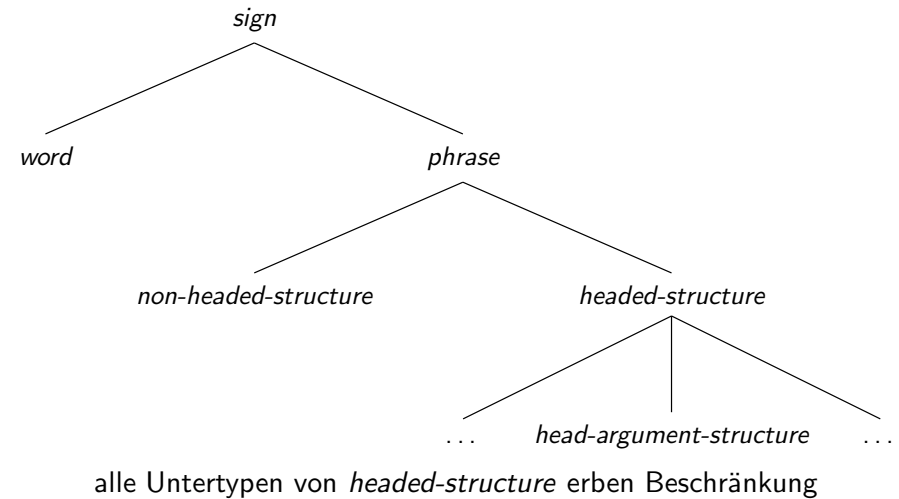 sign
word phrase
non-headed-structure headed-structure
. . . head-argument-structure . . .
alle Untertypen von headed-structure erben Beschränkung